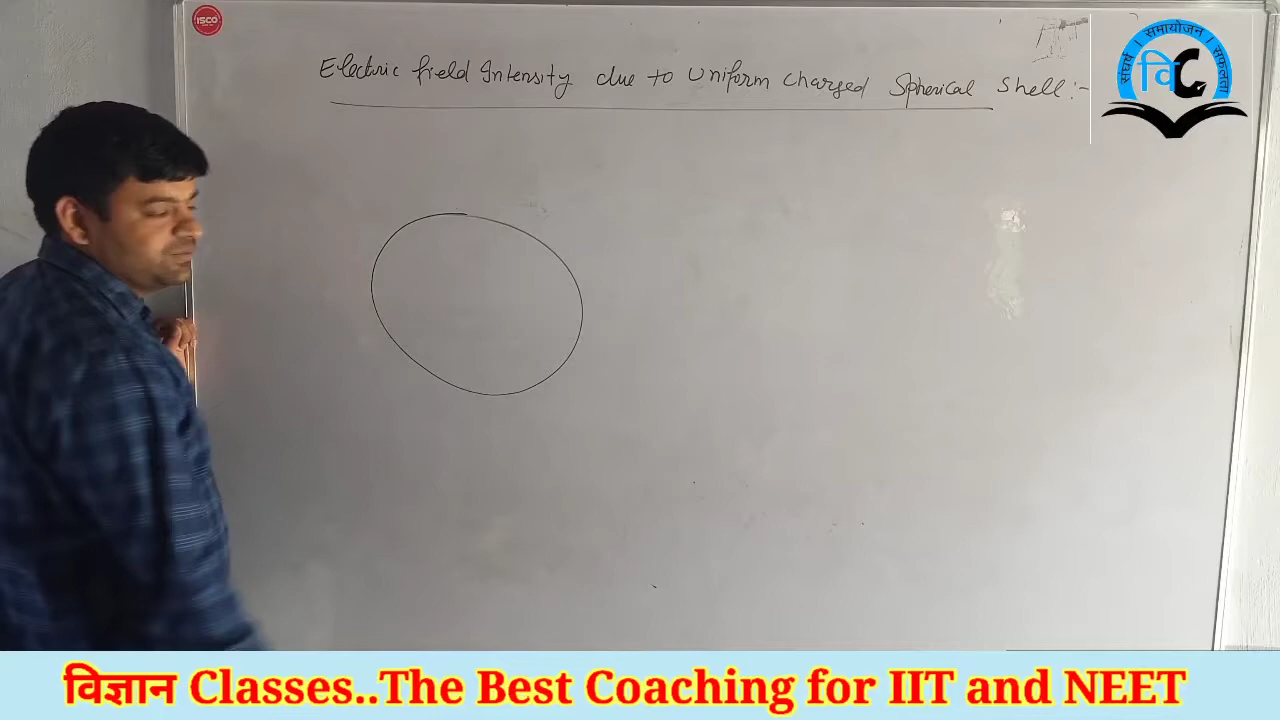 ISCO
Electric field Intensity due to Uniform charged Spherical Shell:-
संघर्ष । समायोजन । सफलता
वि C
विज्ञान Classes..The Best Coaching for IIT and NEET